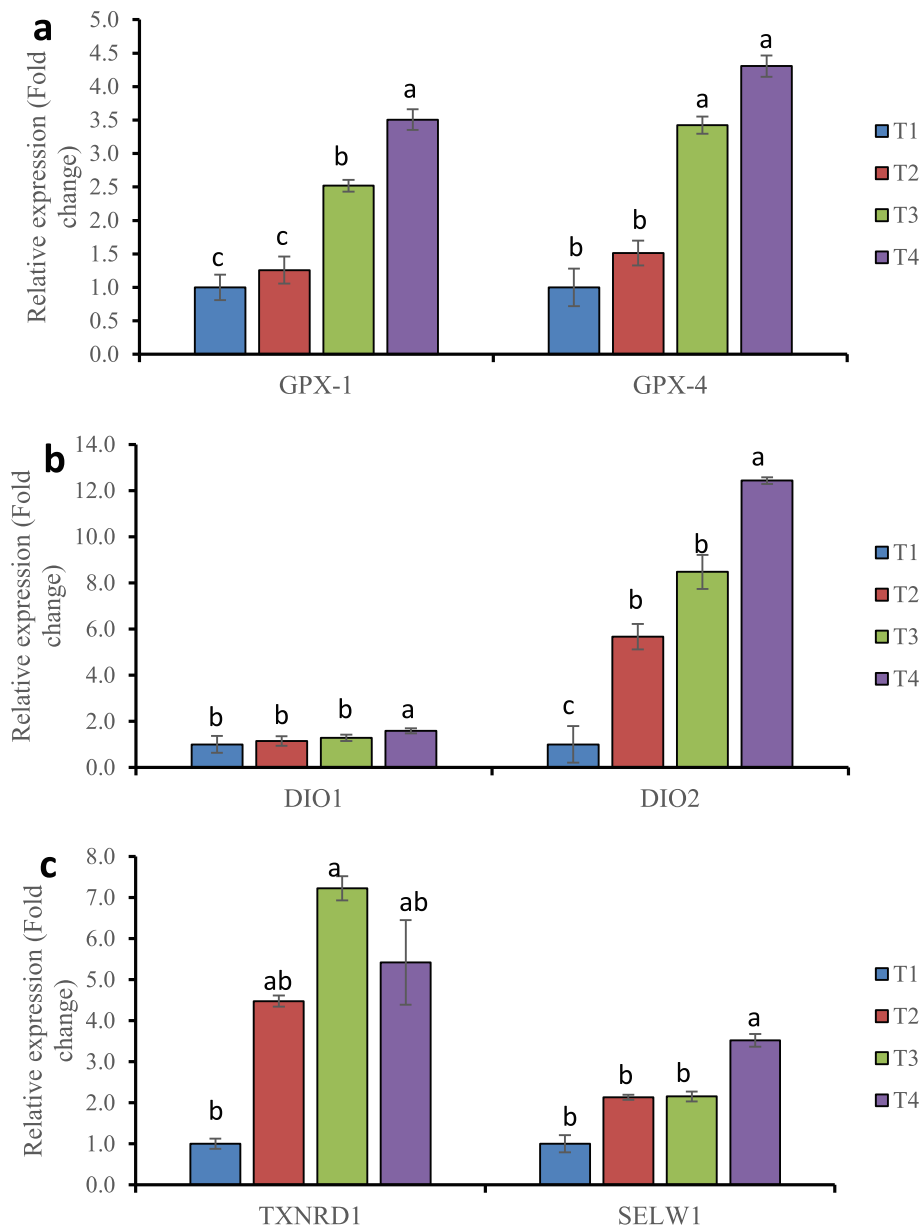 a
Relative expression (Fold
change)
5.0
4.5
4.0
3.5
3.0
2.5
2.0
1.5
1.0
0.5
0.0
c
c
b
a
b
b
a
a
GPX-1
GPX-4
T1
T2
T3
T4
b
Relative expression (Fold
change)
14.0
12.0
10.0
8.0
6.0
4.0
2.0
0.0
b
b
b
a
c
b
b
a
DIO1
DIO2
T1
T2
T3
T4
c
Relative expression (Fold
change)
8.0
7.0
6.0
5.0
4.0
3.0
2.0
1.0
0.0
b
ab
a
ab
b
b
b
a
TXNRD1
SELW1
T1
T2
T3
T4